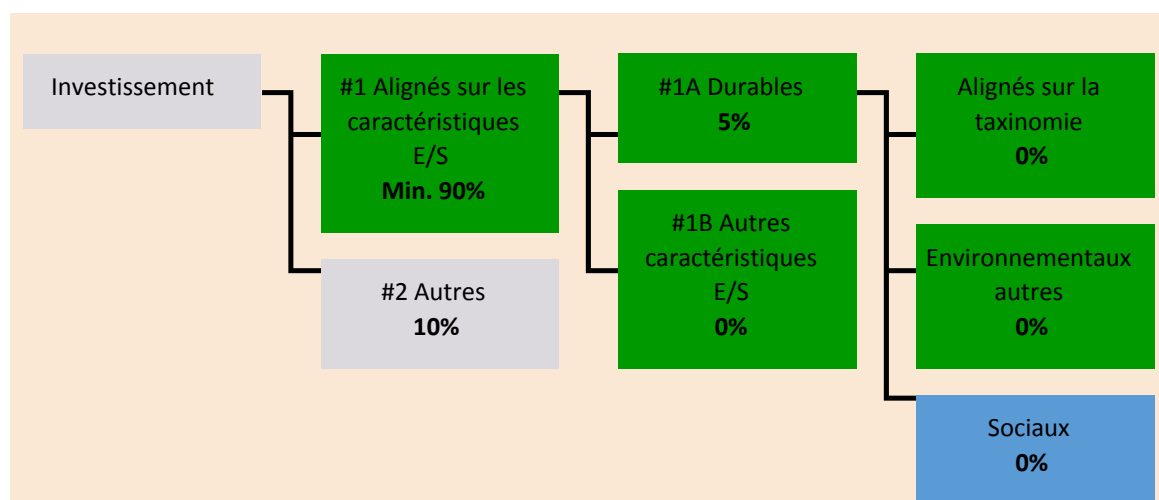 Investissement
#1 Alignés sur les
caractéristiques
E/S
Min. 90%
#2 Autres
10%
#1A Durables
5%
#1B Autres
caractéristiques
E/S
0%
Alignés sur la
taxinomie
0%
Environnementaux
autres
0%
Sociaux
0%